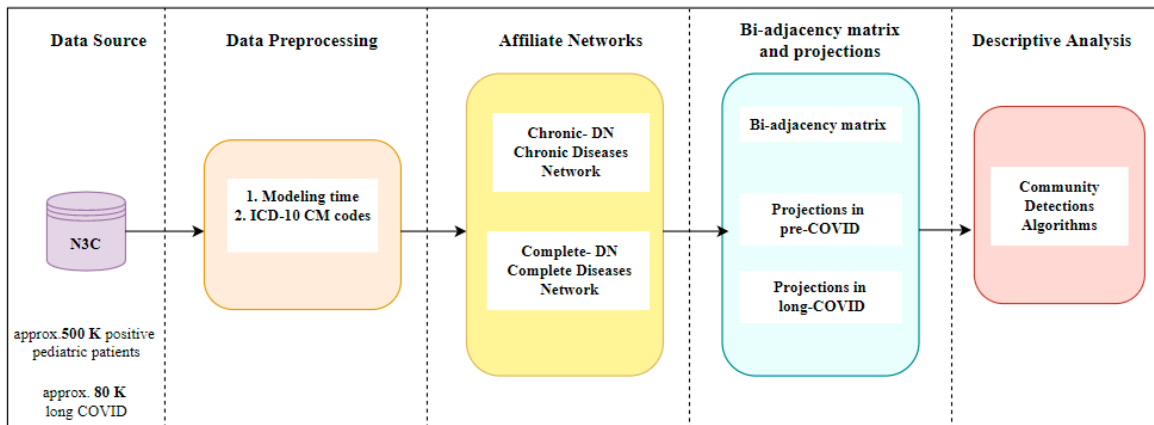 Data Source
N3C
approx.500 K positive
pediatric patients
approx. 80 K
long COVID
Data Preprocessing
1. Modeling time
2. ICD-10 CM codes
Affiliate Networks
Chronic- DN
Chronic Diseases
Network
Complete- DN
Complete Diseases
Network
Bi-adjacency matrix
and projections
Bi-adjacency matrix
Projections in
pre-COVID
Projections in
long-COVID
Descriptive Analysis
Community
Detections
Algorithms